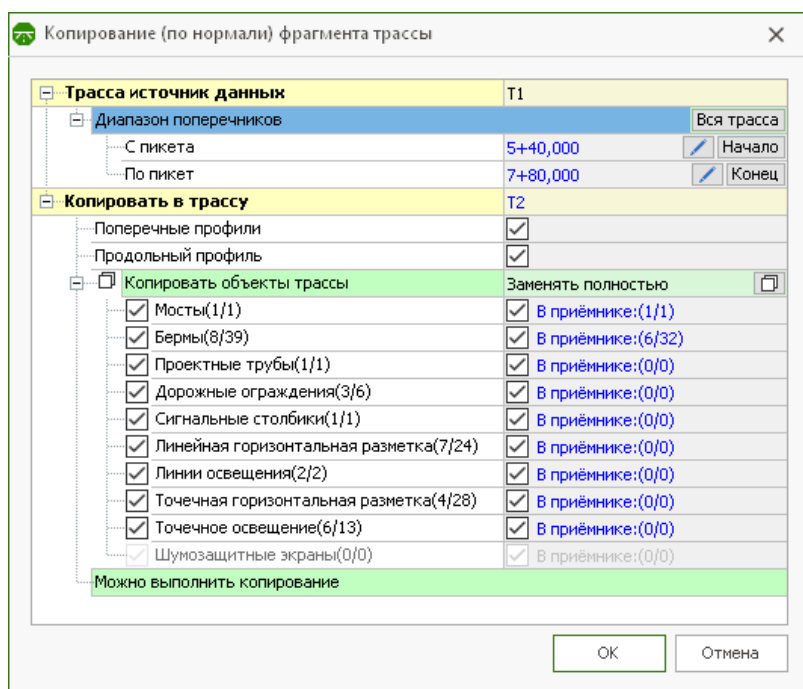 Копирование (по нормали) фрагмента трассы
Трасса источник данных T1
Диапазон поперечников Вся трасса
С пикета 5+40,000 Начало
По пикет 7+80,000 Конец
Копировать в трассу T2
Поперечные профили
Продольный профиль
Копировать объекты трассы Заменять полностью
Мосты(1/1) В приёмнике:(1/1)
Бермы(8/39) В приёмнике:(6/32)
Проектные трубы(1/1) В приёмнике:(0/0)
Дорожные ограждения(3/6) В приёмнике:(0/0)
Сигнальные столбики(1/1) В приёмнике:(0/0)
Линейная горизонтальная разметка(7/24) В приёмнике:(0/0)
Линии освещения(2/2) В приёмнике:(0/0)
Точечная горизонтальная разметка(4/28) В приёмнике:(0/0)
Точечное освещение(6/13) В приёмнике:(0/0)
Шумозащитные экраны(0/0) В приёмнике:(0/0)
Можно выполнить копирование
OK Отмена